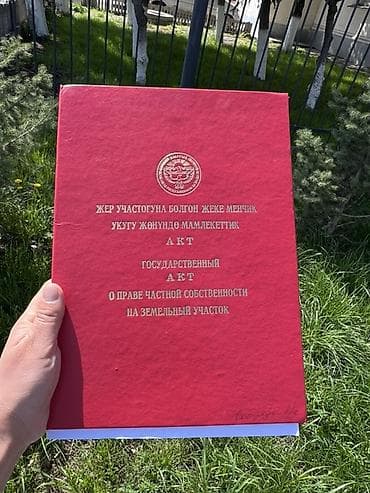 ЖЕР УЧАСТОГУНА БОЛГОН ЖЕКЕ МЕНЧИК
УКУГУ ЖӨНҮНДӨ МАМЛЕКЕТТИК
АКТ
ГОСУДАРСТВЕННЫЙ
АКТ
О ПРАВЕ ЧАСТНОЙ СОБСТВЕННОСТИ
НА ЗЕМЕЛЬНЫЙ УЧАСТОК